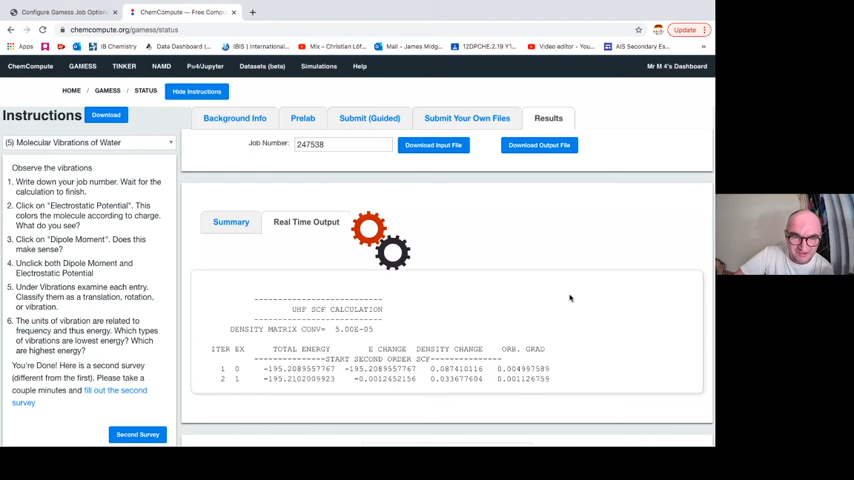 Configure Gamess Job Option
ChemCompute – Free Compu
chemcompute.org/gamess/status
Update
Apps
IB Chemistry
Data Dashboard (...
IBIS | International...
Mix – Christian Löf...
Mail - James Midg...
12DPCHE.2.19 Y1...
Video editor - You...
AIS Secondary Es...
»
ChemCompute
GAMESS
TINKER
NAMD
Psi4/Jupyter
Datasets (beta)
Simulations
Help
Mr M 4's Dashboard
HOME / GAMESS / STATUS
Hide Instructions
Instructions
Download
(5) Molecular Vibrations of Water
Observe the vibrations
1. Write down your job number. Wait for the
calculation to finish.
2. Click on "Electrostatic Potential". This
colors the molecule according to charge.
What do you see?
3. Click on "Dipole Moment". Does this
make sense?
4. Unclick both Dipole Moment and
Electrostatic Potential
5. Under Vibrations examine each entry.
Classify them as a translation, rotation,
or vibration.
6. The units of vibration are related to
frequency and thus energy. Which types
of vibrations are lowest energy? Which
are highest energy?
You're Done! Here is a second survey
(different from the first). Please take a
couple minutes and fill out the second
survey
Second Survey
Background Info
Prelab
Submit (Guided)
Submit Your Own Files
Results
Job Number:
247538
Download Input File
Download Output File
Summary
Real Time Output
--------------------------
UHF SCF CALCULATION
--------------------------
DENSITY MATRIX CONV= 5.00E-05
ITER EX TOTAL ENERGY E CHANGE DENSITY CHANGE ORB. GRAD
---------------START SECOND ORDER SCF---------------
1 0 -195.2089557767 -195.2089557767 0.087410116 0.004997589
2 1 -195.2102009923 -0.0012452156 0.033677604 0.001126759